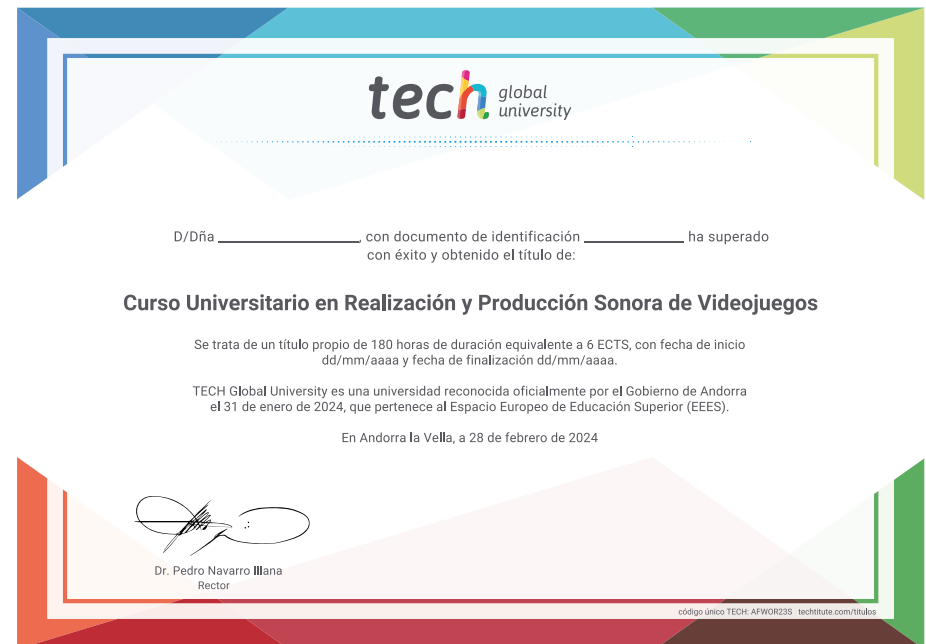 tech global university
D/Dña ____________________, con documento de identificación ______________ ha superado
con éxito y obtenido el título de:
Curso Universitario en Realización y Producción Sonora de Videojuegos
Se trata de un título propio de 180 horas de duración equivalente a 6 ECTS, con fecha de inicio
dd/mm/aaaa y fecha de finalización dd/mm/aaaa.
TECH Global University es una universidad reconocida oficialmente por el Gobierno de Andorra
el 31 de enero de 2024, que pertenece al Espacio Europeo de Educación Superior (EEES).
En Andorra la Vella, a 28 de febrero de 2024
Dr. Pedro Navarro Illana
Rector
código único TECH: AFWOR23S techtitute.com/titulos